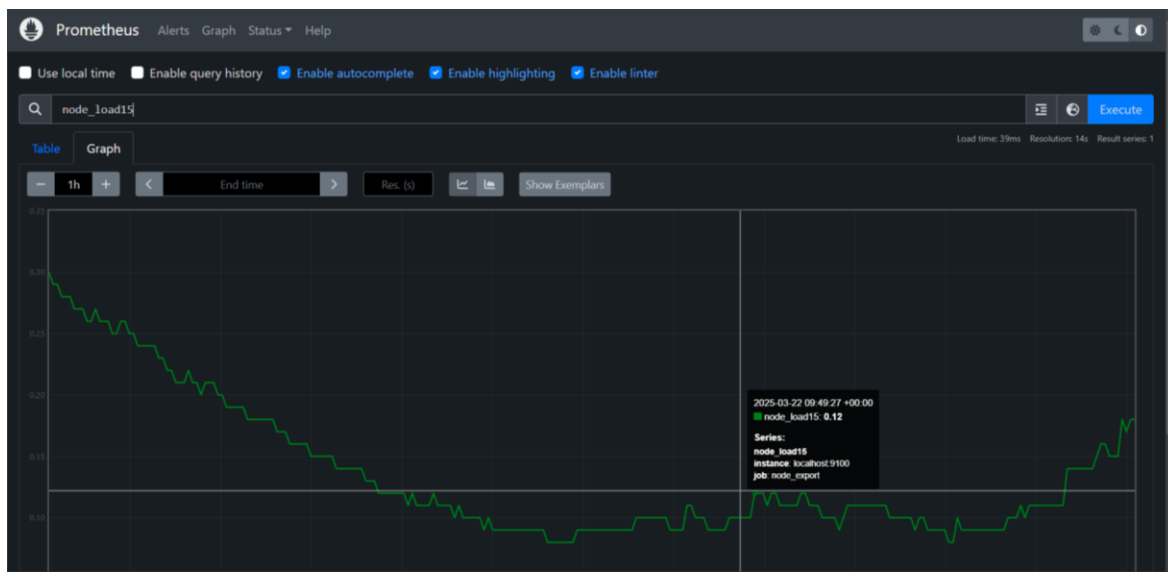 Prometheus Alerts Graph Status Help
Use local time Enable query history Enable autocomplete Enable highlighting Enable linter
node_load15 Execute
Table Graph Load time: 39ms Resolution: 14s Result series: 1
1h End time Res. (s) Show Exemplars
0.35
0.30
0.25
0.20
2025-03-22 09:49:27 +00:00
node_load15: 0.12
Series:
node_load15
instance: localhost:9100
job: node_export
0.15
0.10